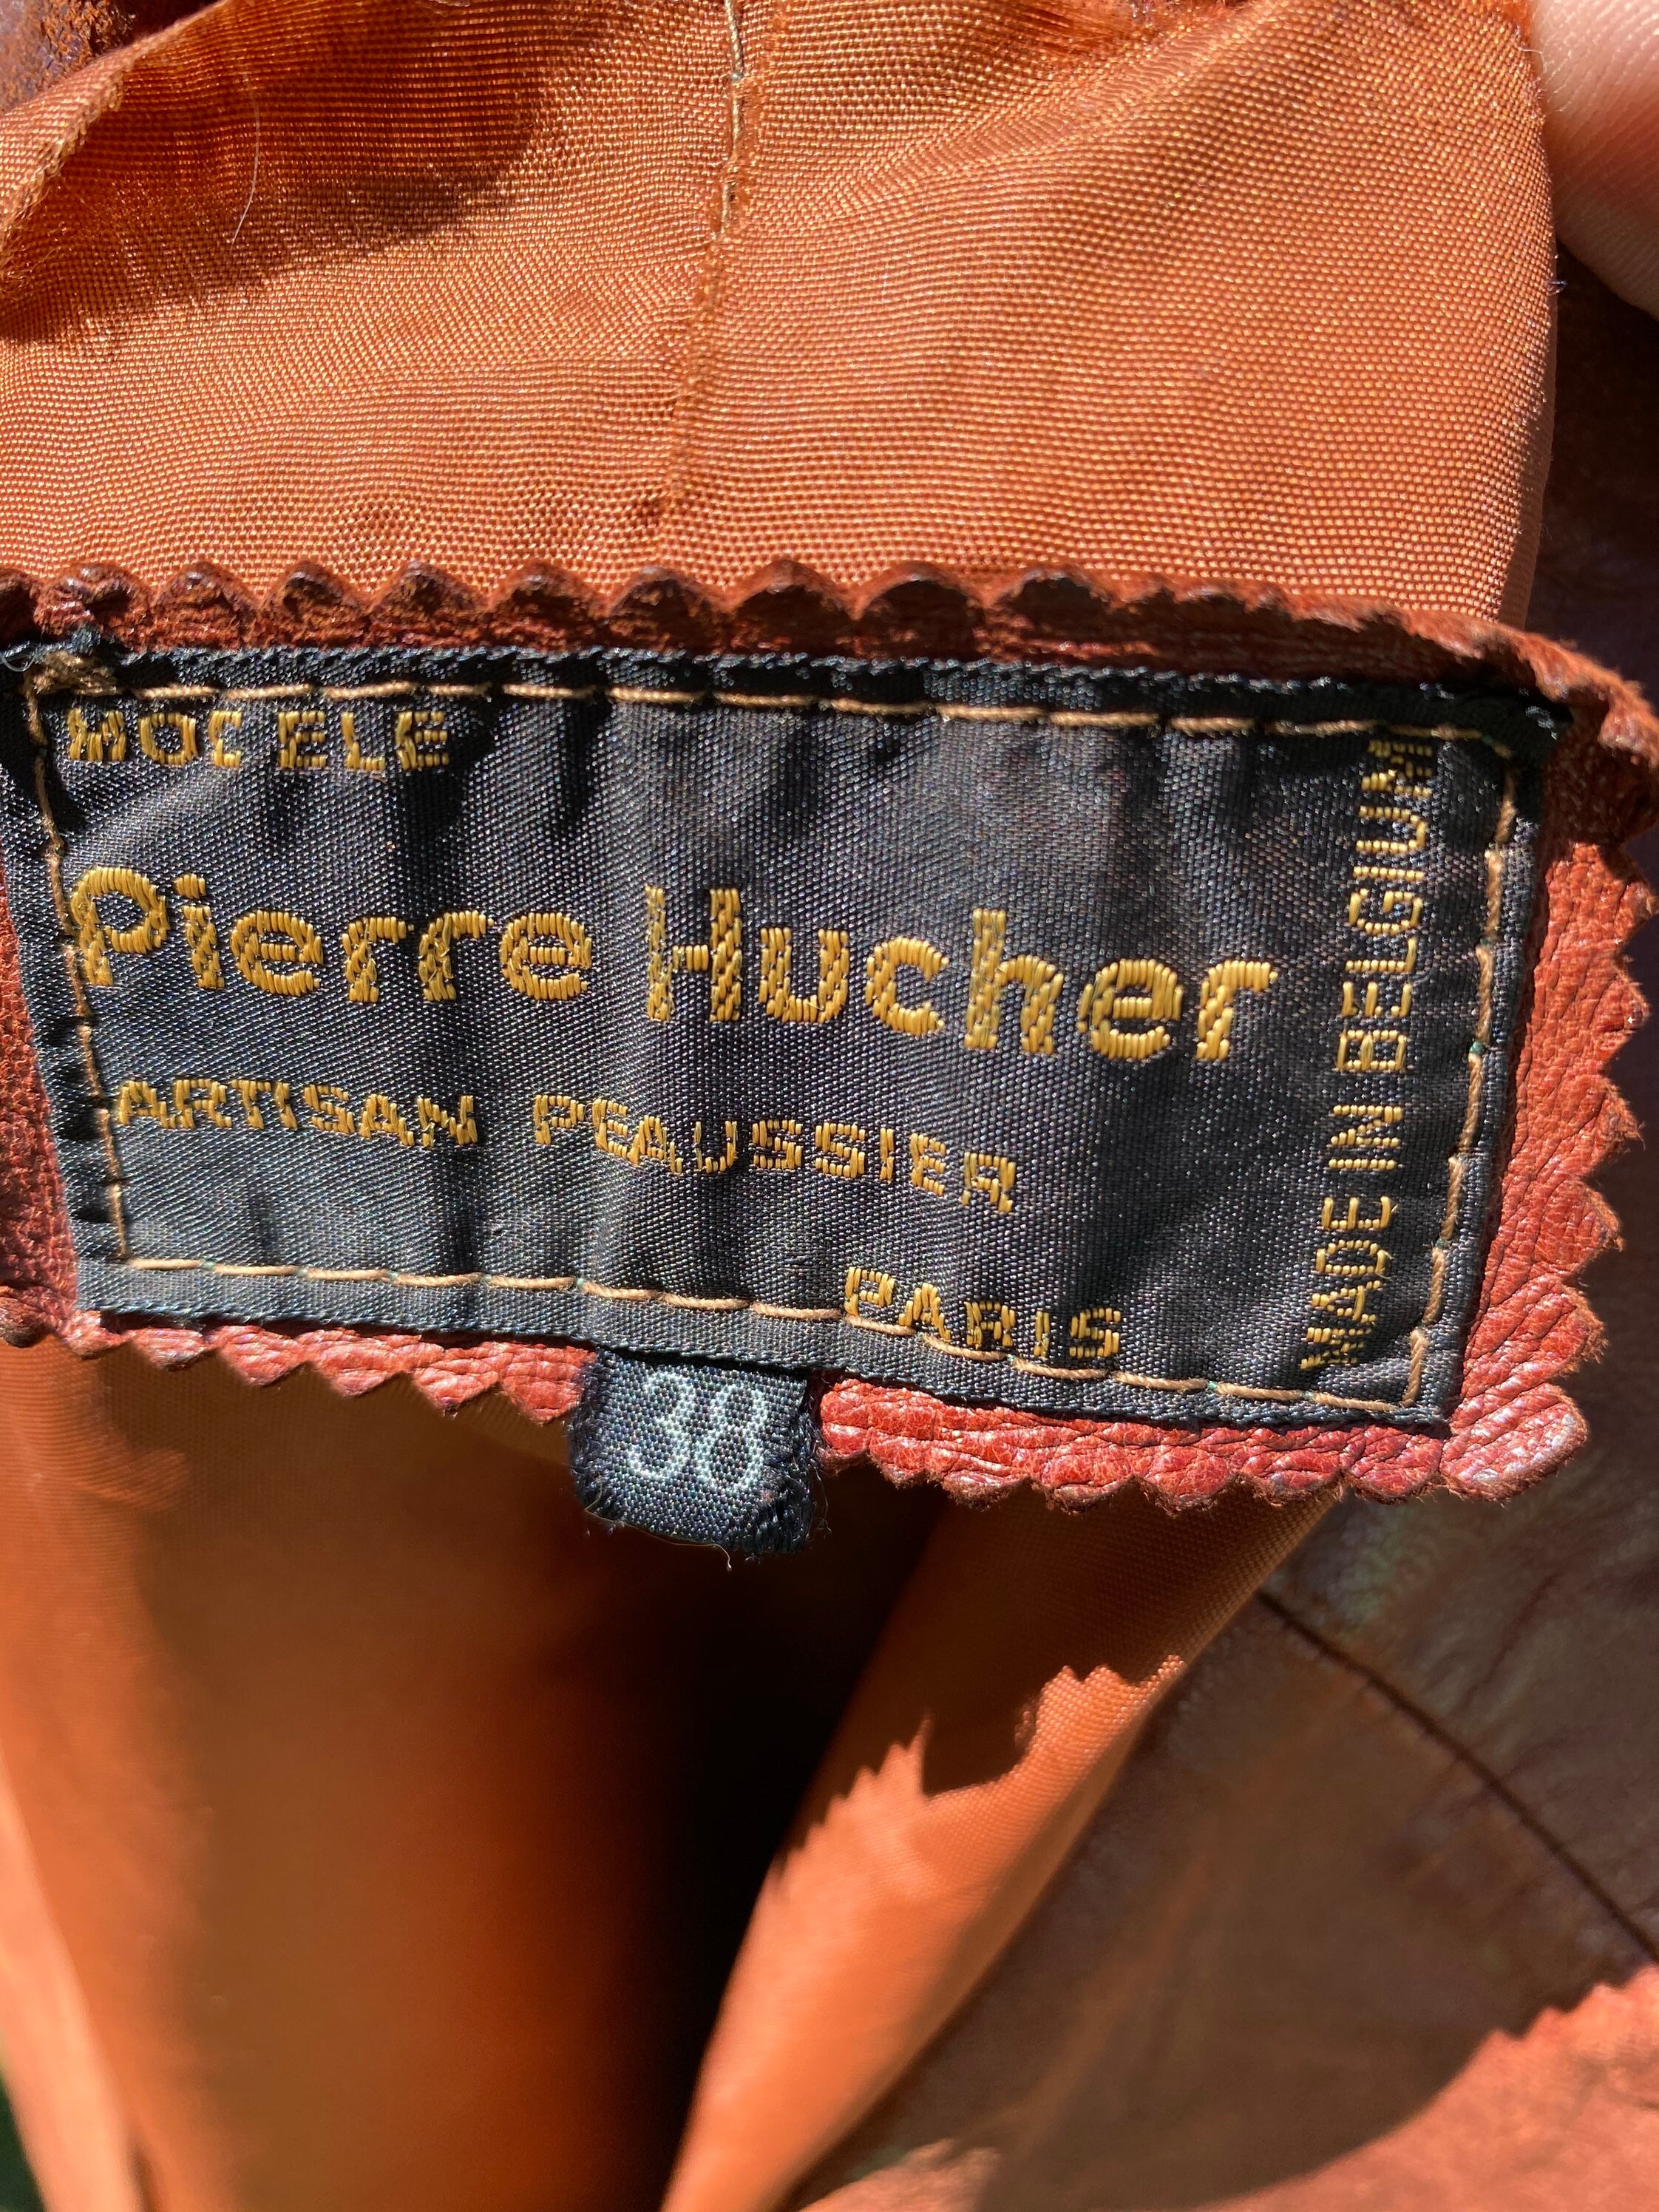 MODELE
Pierre Hucher
ARTISAN PEAUSSIER
PARIS
MADE IN BELGIUM
38